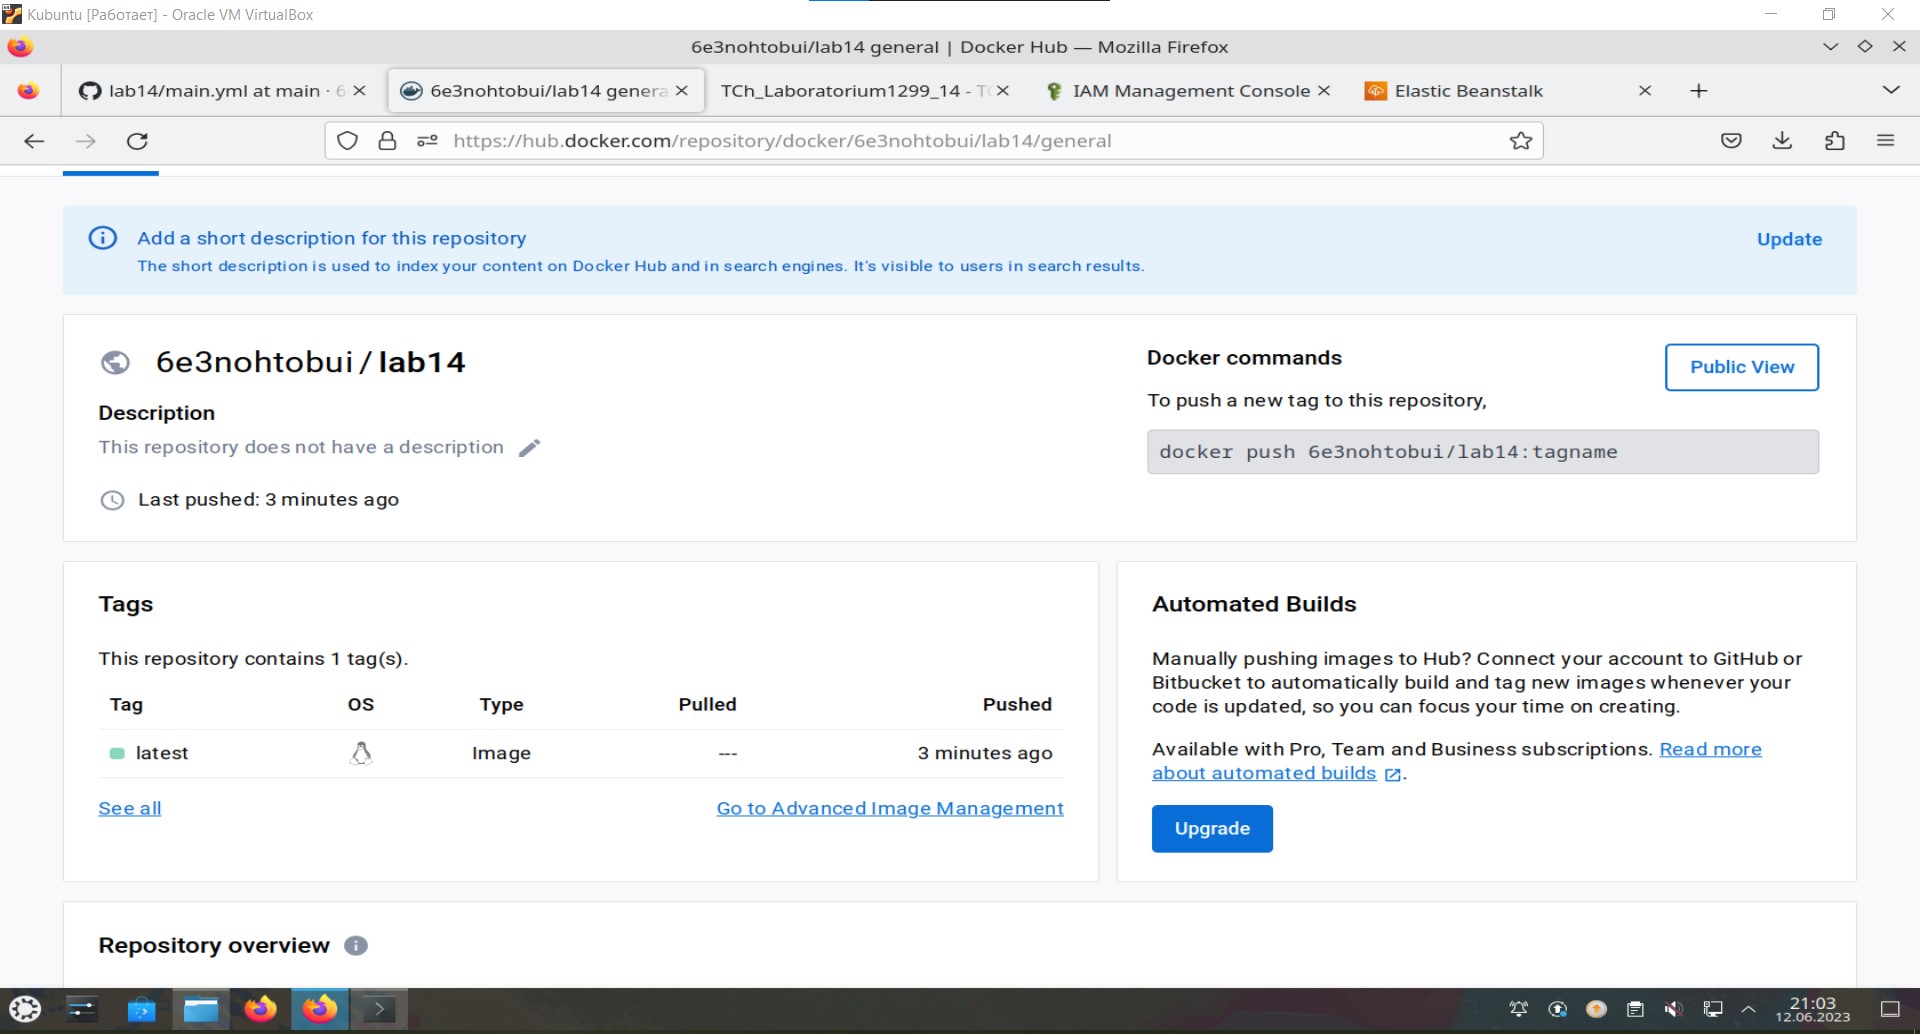 Kubuntu [Работает] - Oracle VM VirtualBox
6e3nohtobui/lab14 general | Docker Hub — Mozilla Firefox
lab14/main.yml at main · 6
6e3nohtobui/lab14 genera
TCh_Laboratorium1299_14 - TC
IAM Management Console
Elastic Beanstalk
https://hub.docker.com/repository/docker/6e3nohtobui/lab14/general
Add a short description for this repository
Update
The short description is used to index your content on Docker Hub and in search engines. It's visible to users in search results.
6e3nohtobui / lab14
Docker commands
Public View
Description
To push a new tag to this repository,
This repository does not have a description
docker push 6e3nohtobui/lab14:tagname
Last pushed: 3 minutes ago
Tags
This repository contains 1 tag(s).
Tag OS Type Pulled Pushed
latest Image --- 3 minutes ago
See all
Go to Advanced Image Management
Automated Builds
Manually pushing images to Hub? Connect your account to GitHub or
Bitbucket to automatically build and tag new images whenever your
code is updated, so you can focus your time on creating.
Available with Pro, Team and Business subscriptions. Read more
about automated builds.
Upgrade
Repository overview
21:03
12.06.2023